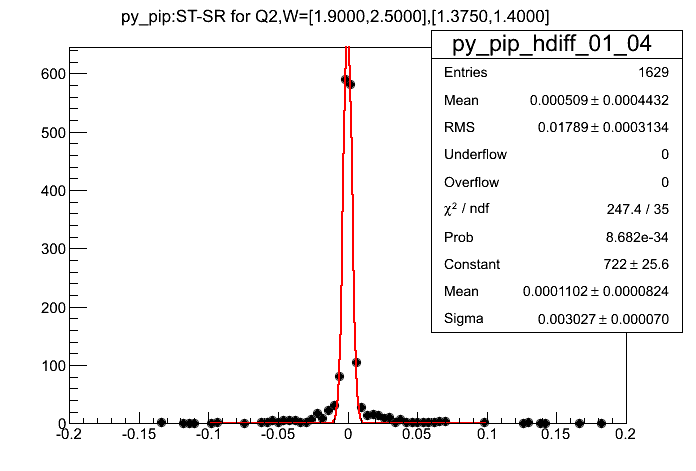 py_pip:ST-SR for Q2,W=[1.9000,2.5000],[1.3750,1.4000]
py_pip_hdiff_01_04
Entries 1629
Mean 0.000509 ± 0.0004432
RMS 0.01789 ± 0.0003134
Underflow 0
Overflow 0
χ² / ndf 247.4 / 35
Prob 8.682e-34
Constant 722 ± 25.6
Mean 0.0001102 ± 0.0000824
Sigma 0.003027 ± 0.000070
600
500
400
300
200
100
0
-0.2 -0.15 -0.1 -0.05 0 0.05 0.1 0.15 0.2